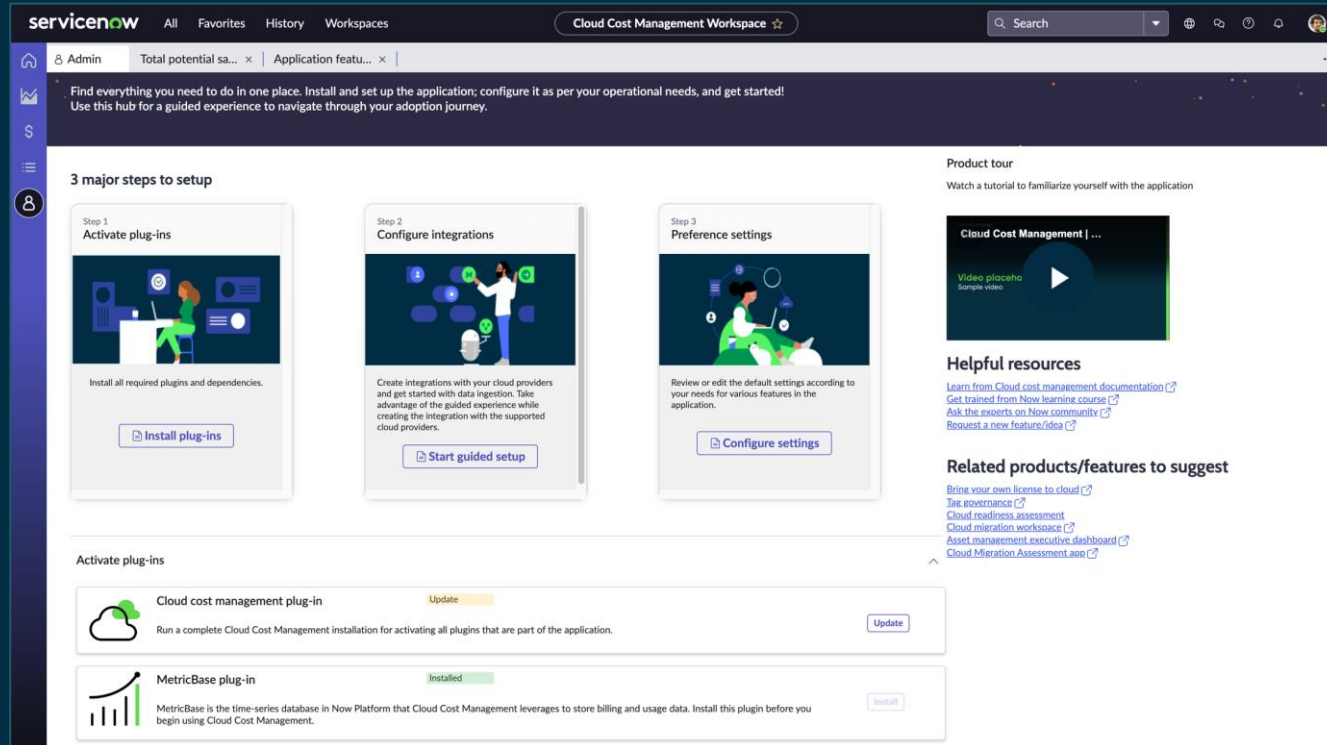 servicenow
All Favorites History Workspaces
Cloud Cost Management Workspace
Search
Admin
Total potential sa...
Application featu...
Find everything you need to do in one place. Install and set up the application; configure it as per your operational needs, and get started!
Use this hub for a guided experience to navigate through your adoption journey.
3 major steps to setup
Step 1
Activate plug-ins
Install all required plugins and dependencies.
Install plug-ins
Step 2
Configure integrations
Create integrations with your cloud providers
and get started with data ingestion. Take
advantage of the guided experience while
creating the integration with the supported
cloud providers.
Start guided setup
Step 3
Preference settings
Review or edit the default settings according to
your needs for various features in the
application.
Configure settings
Product tour
Watch a tutorial to familiarize yourself with the application
Cloud Cost Management | ...
Video placeho
Sample video
Helpful resources
Learn from Cloud cost management documentation
Get trained from Now learning course
Ask the experts on Now community
Request a new feature/idea
Related products/features to suggest
Bring your own license to cloud
Tag governance
Cloud readiness assessment
Cloud migration workspace
Asset management executive dashboard
Cloud Migration Assessment app
Activate plug-ins
Cloud cost management plug-in
Update
Run a complete Cloud Cost Management installation for activating all plugins that are part of the application.
Update
MetricBase plug-in
Installed
MetricBase is the time-series database in Now Platform that Cloud Cost Management leverages to store billing and usage data. Install this plugin before you
begin using Cloud Cost Management.
Install